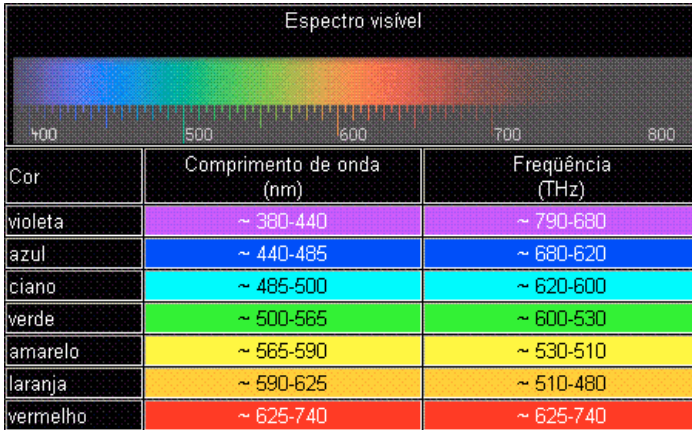 Espectro visível
400 500 600 700 800
Cor Comprimento de onda (nm) Freqüência (THz)
violeta ~ 380-440 ~ 790-680
azul ~ 440-485 ~ 680-620
ciano ~ 485-500 ~ 620-600
verde ~ 500-565 ~ 600-530
amarelo ~ 565-590 ~ 530-510
laranja ~ 590-625 ~ 510-480
vermelho ~ 625-740 ~ 625-740